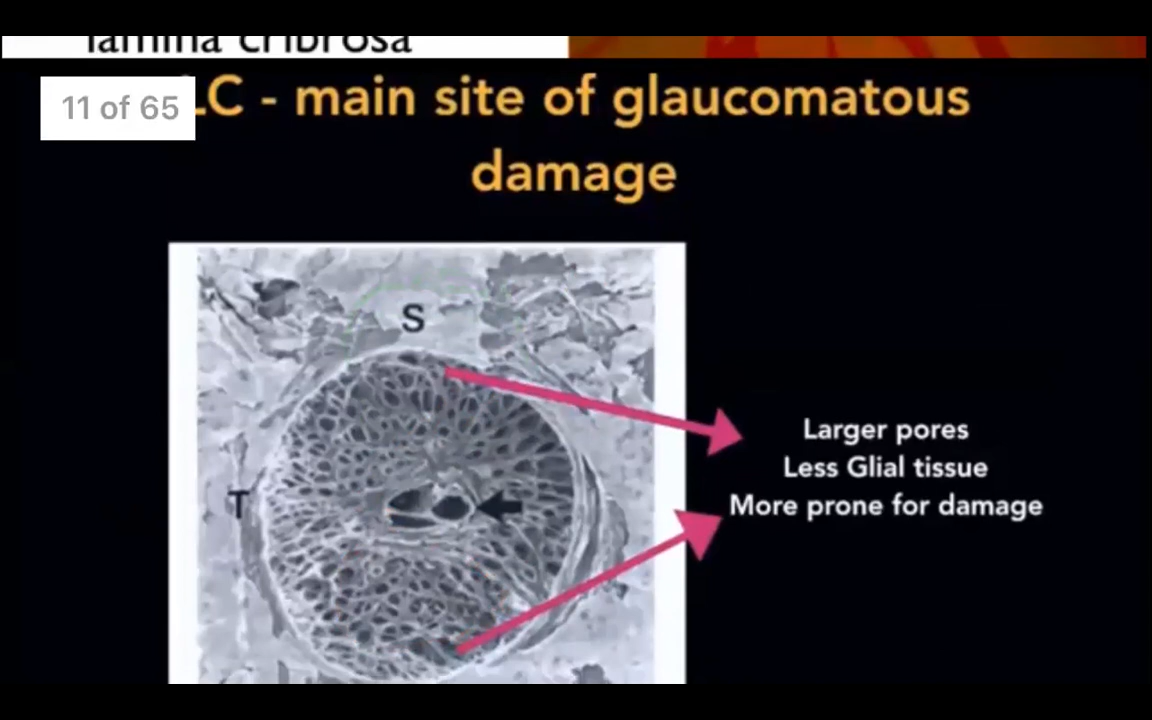 lamina cribrosa
11 of 65
LC - main site of glaucomatous
damage
S
T
Larger pores
Less Glial tissue
More prone for damage